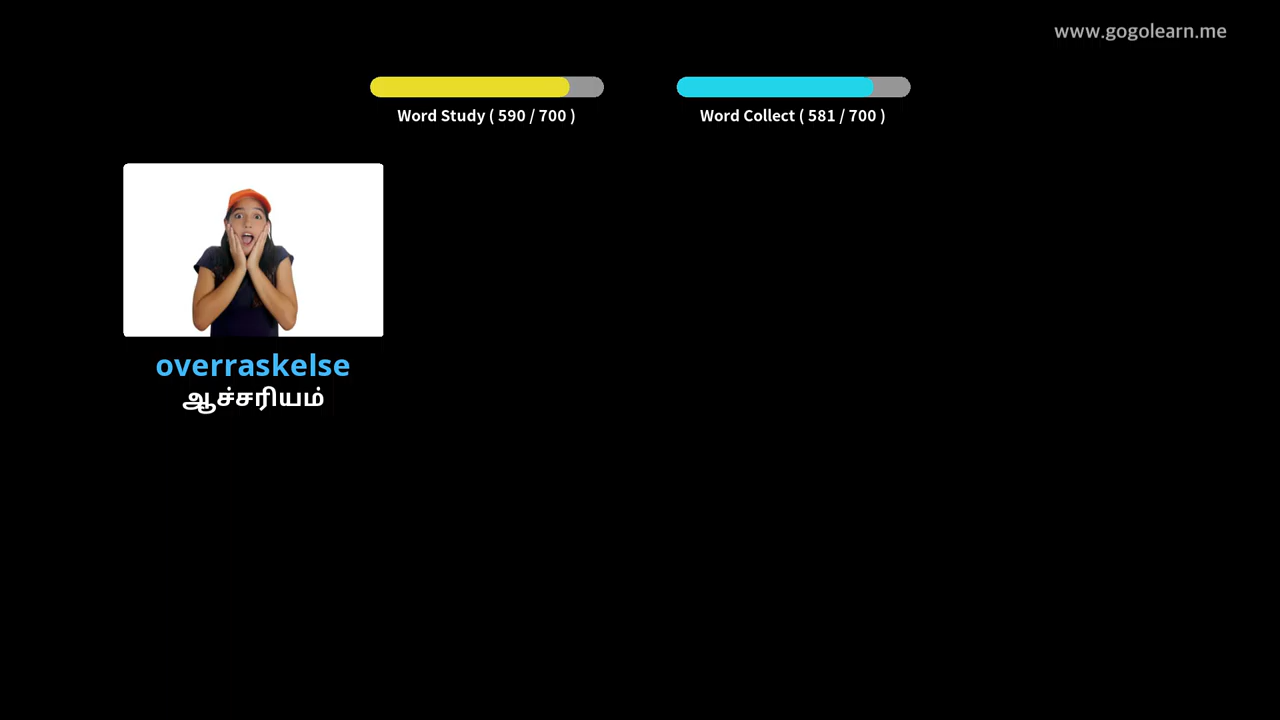 www.gogolearn.me
Word Study ( 590 / 700 )
Word Collect ( 581 / 700 )
overraskelse
ஆச்சரியம்